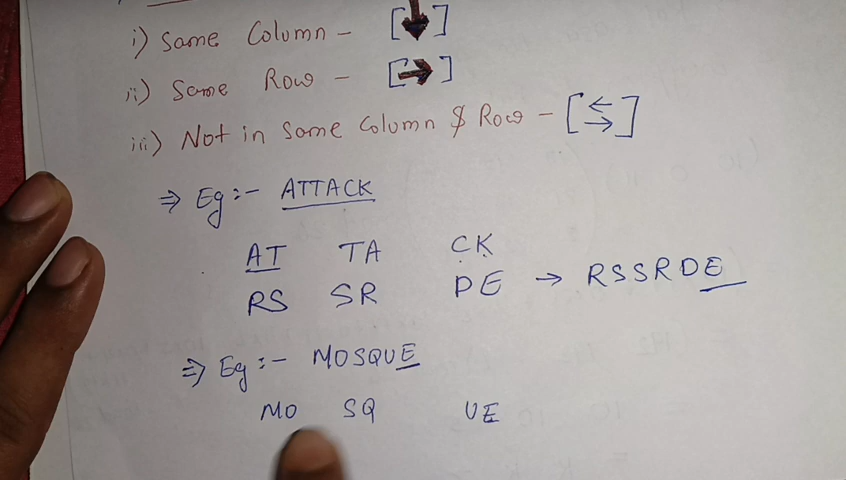 i) Same Column - [↓]
ii) Same Row - [→]
iii) Not in Same Column & Row - [⇆]
⇒ Eg :- ATTACK
AT TA CK
RS SR DE → RSSRDE
⇒ Eg :- MOSQUE
MO SQ UE